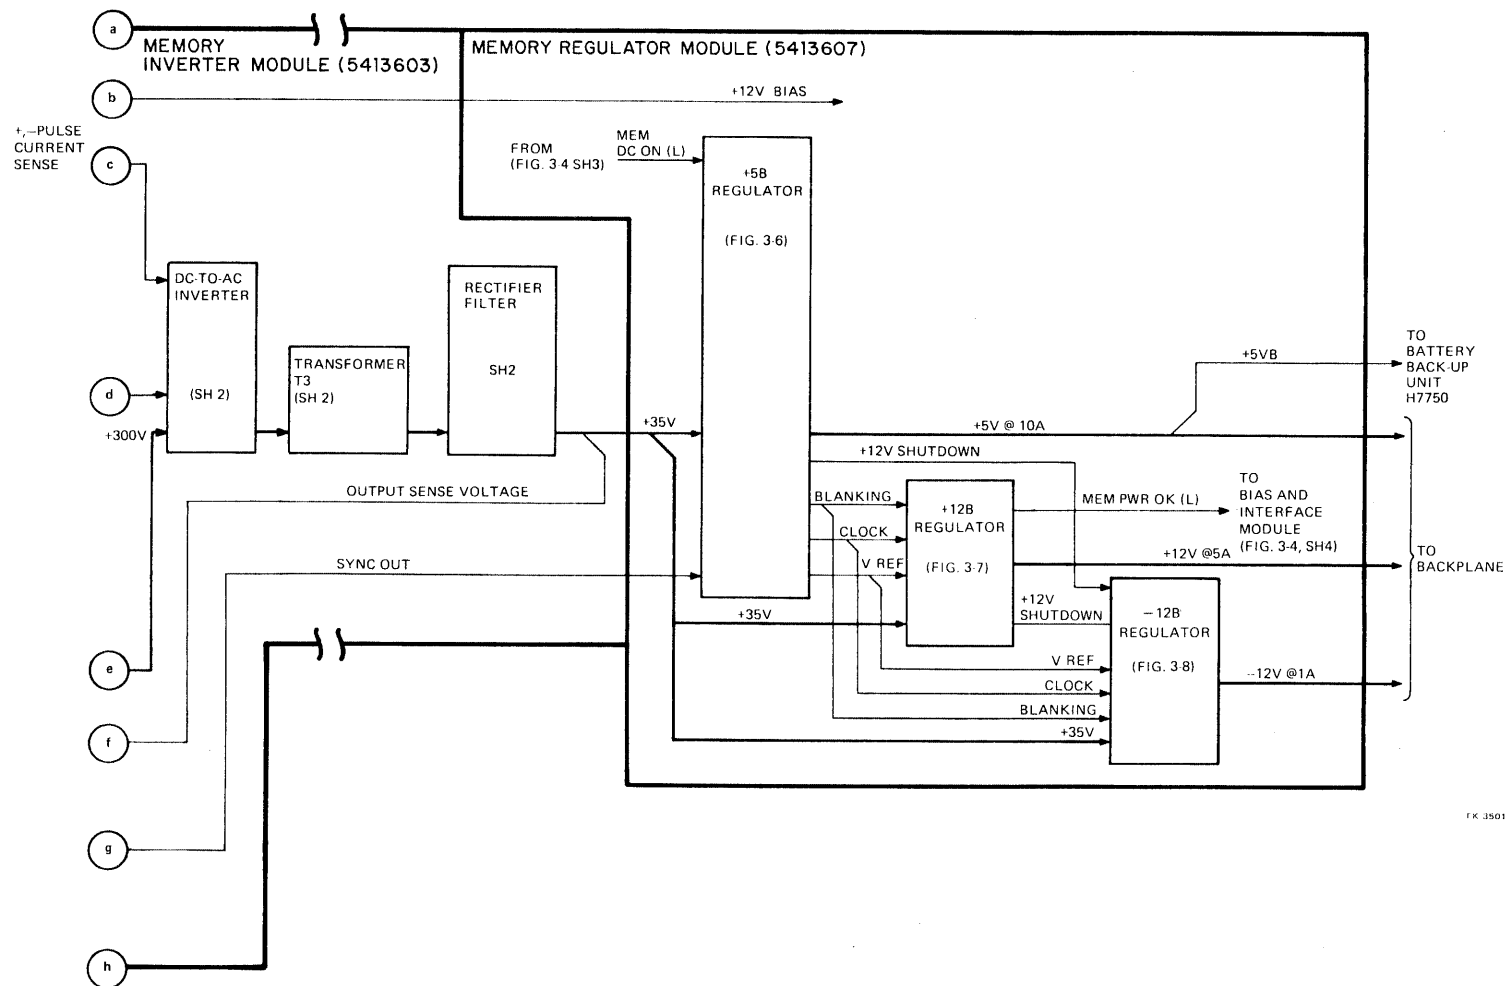 a
MEMORY
INVERTER MODULE (5413603)
MEMORY REGULATOR MODULE (5413607)
b
+12V BIAS
+,–PULSE
CURRENT
SENSE
c
FROM
(FIG. 3-4 SH3)
MEM
DC ON (L)
+5B
REGULATOR
(FIG. 3-6)
DC-TO-AC
INVERTER
(SH 2)
TRANSFORMER
T3
(SH 2)
RECTIFIER
FILTER
SH2
d
+300V
+35V
+5VB
TO
BATTERY
BACK-UP
UNIT
H7750
+5V @ 10A
+12V SHUTDOWN
OUTPUT SENSE VOLTAGE
BLANKING
CLOCK
V REF
+12B
REGULATOR
(FIG. 3-7)
MEM PWR OK (L)
TO
BIAS AND
INTERFACE
MODULE
(FIG. 3-4, SH4)
+12V @5A
TO
BACKPLANE
SYNC OUT
+35V
+12V
SHUTDOWN
–12B
REGULATOR
(FIG. 3-8)
V REF
CLOCK
BLANKING
+35V
–12V @1A
e
f
g
h
TK 3501